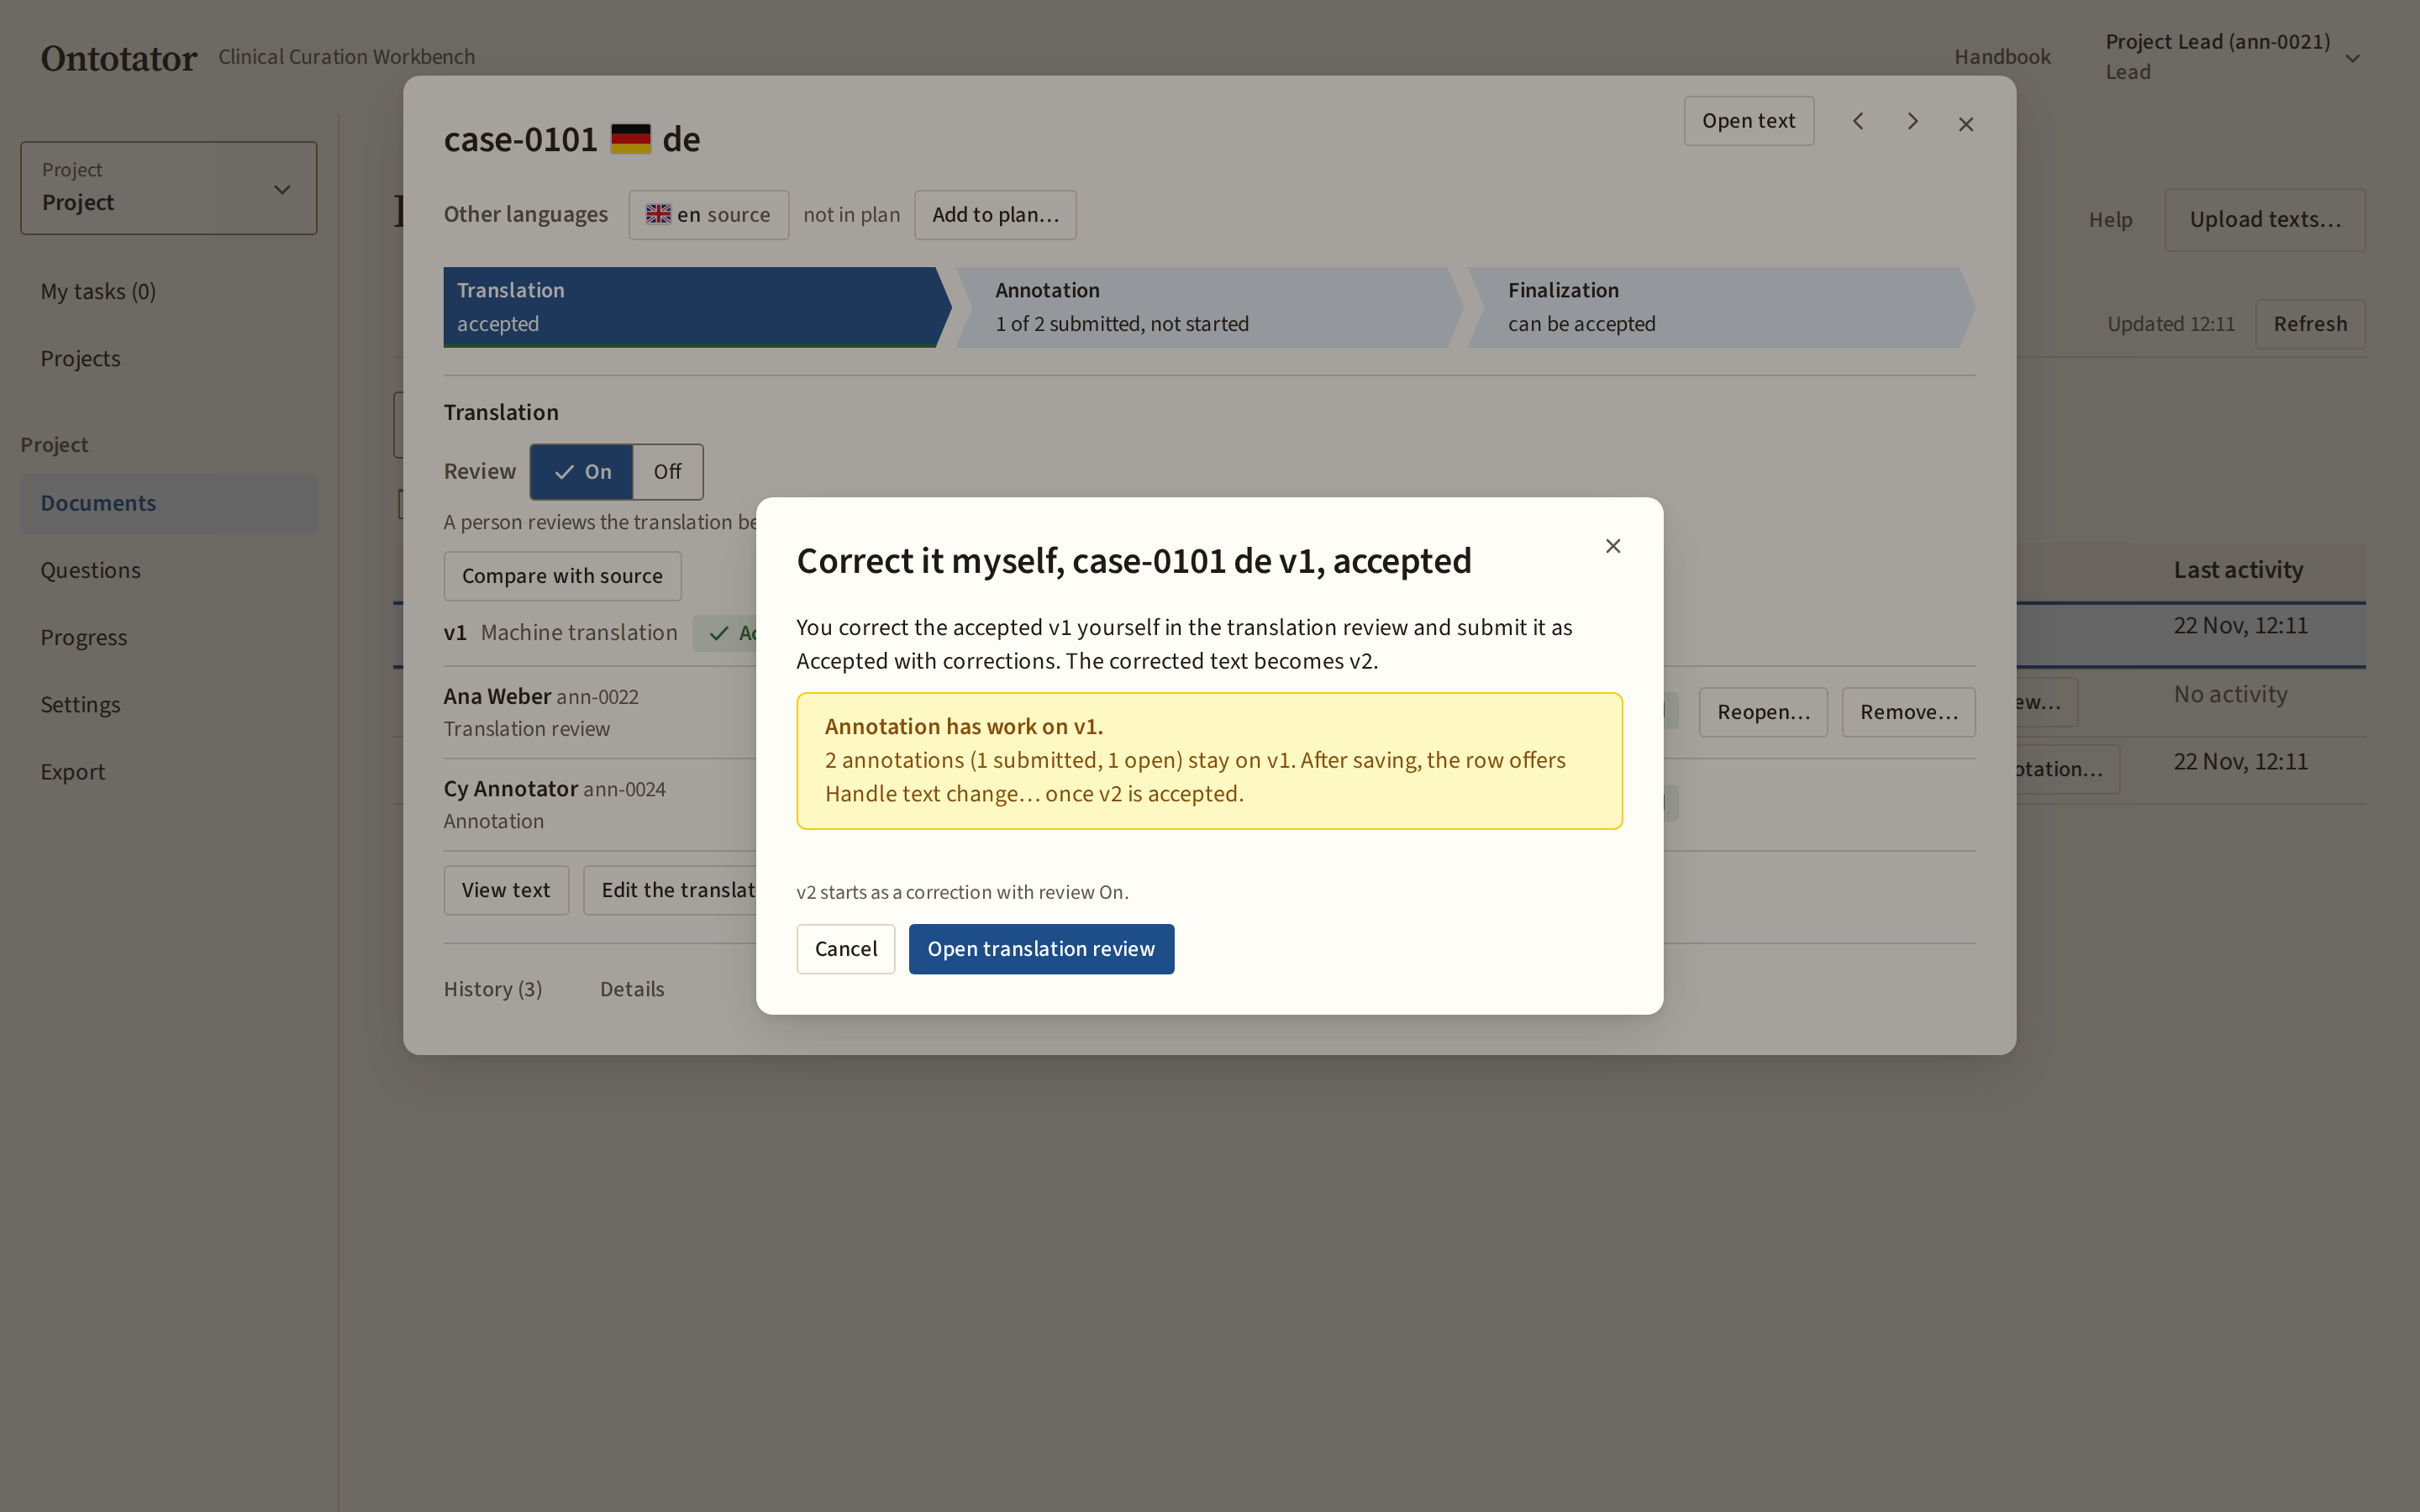 Ontotator Clinical Curation Workbench
Handbook
Project Lead (ann-0021)
Lead
Project
Project
My tasks (0)
Projects
Project
Documents
Questions
Progress
Settings
Export
Help
Upload texts…
Updated 12:11
Refresh
Last activity
22 Nov, 12:11
No activity
22 Nov, 12:11
case-0101 de
Open text
Other languages
en source
not in plan
Add to plan…
Translation
accepted
Annotation
1 of 2 submitted, not started
Finalization
can be accepted
Translation
Review
On
Off
A person reviews the translation
Compare with source
v1 Machine translation
Ana Weber ann-0022
Translation review
Reopen…
Remove…
Cy Annotator ann-0024
Annotation
View text
Edit the
History (3)
Details
Correct it myself, case-0101 de v1, accepted
You correct the accepted v1 yourself in the translation review and submit it as
Accepted with corrections. The corrected text becomes v2.
Annotation has work on v1.
2 annotations (1 submitted, 1 open) stay on v1. After saving, the row offers
Handle text change… once v2 is accepted.
v2 starts as a correction with review On.
Cancel
Open translation review